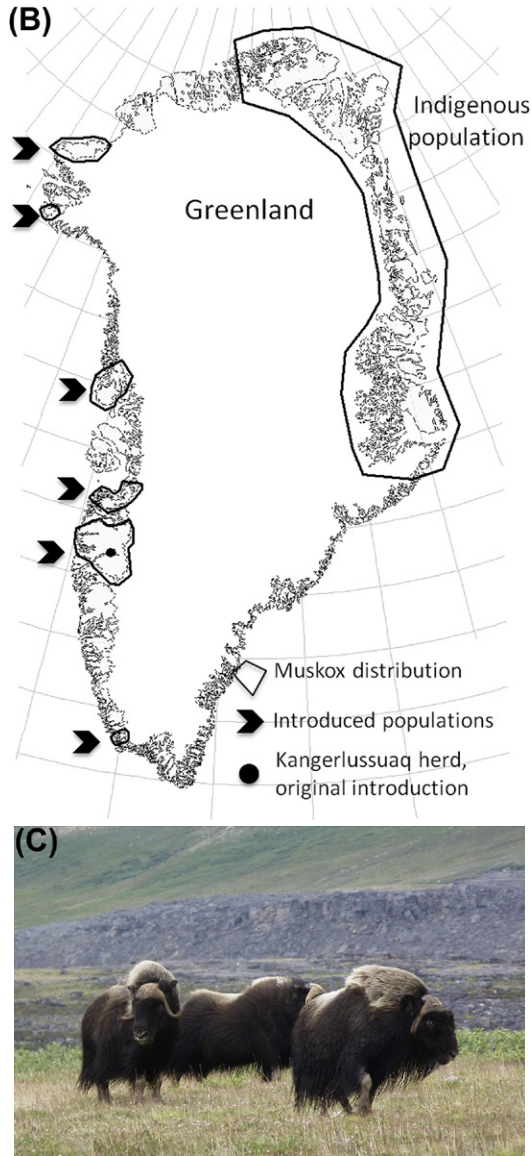 (B)
Indigenous
population
Greenland
Muskox distribution
Introduced populations
Kangerlussuaq herd,
original introduction
(C)